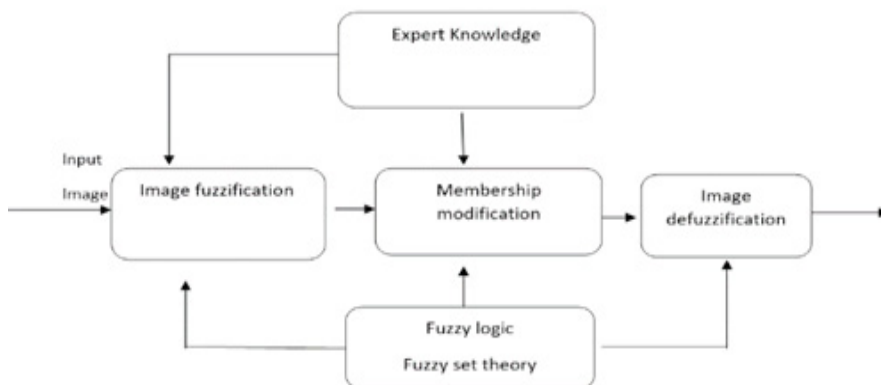 Expert Knowledge
Input
Image
Image fuzzification
Membership
modification
Image
defuzzification
Fuzzy logic
Fuzzy set theory